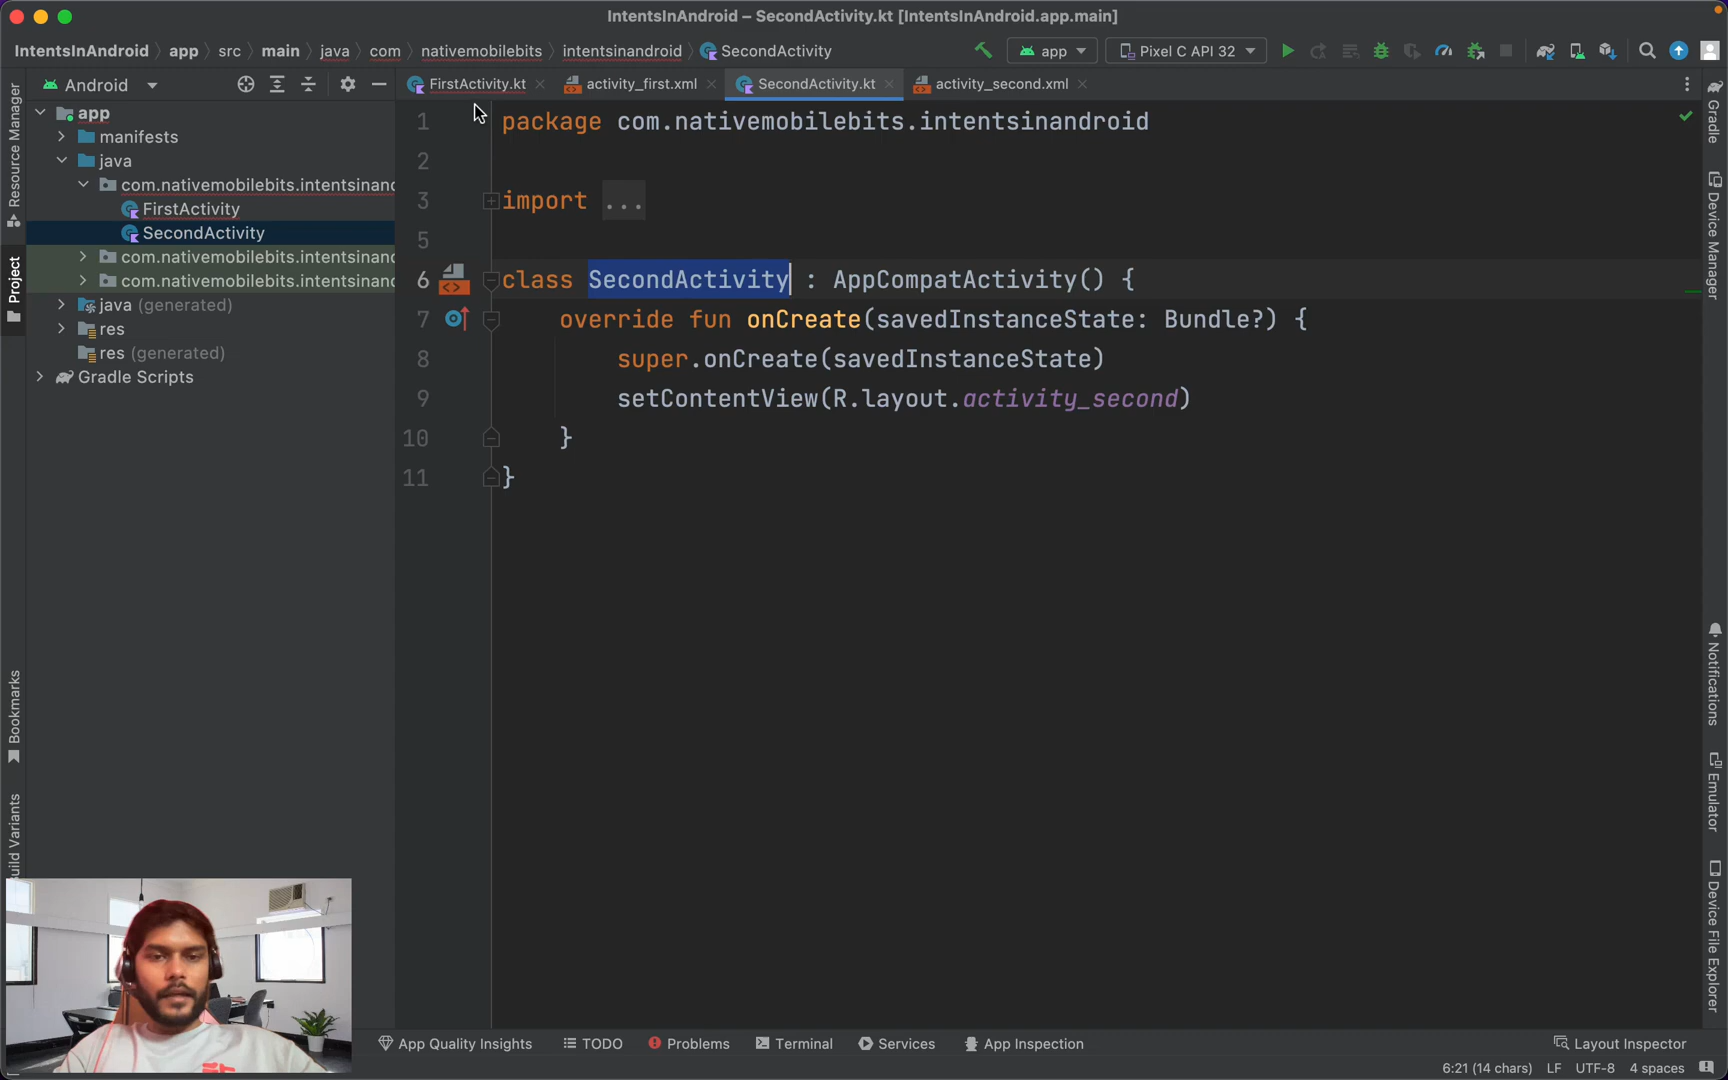 IntentsInAndroid – SecondActivity.kt [IntentsInAndroid.app.main]
IntentsInAndroid app src main java com nativemobilebits intentsinandroid SecondActivity
app Pixel C API 32
Android
FirstActivity.kt activity_first.xml SecondActivity.kt activity_second.xml
Resource Manager
Project
Bookmarks
Build Variants
app
manifests
java
com.nativemobilebits.intentsinand
FirstActivity
SecondActivity
com.nativemobilebits.intentsinand
com.nativemobilebits.intentsinand
java (generated)
res
res (generated)
Gradle Scripts
1 package com.nativemobilebits.intentsinandroid
2
3 import ...
5
6 class SecondActivity : AppCompatActivity() {
7 override fun onCreate(savedInstanceState: Bundle?) {
8 super.onCreate(savedInstanceState)
9 setContentView(R.layout.activity_second)
10 }
11 }
Gradle
Device Manager
Notifications
Emulator
Device File Explorer
App Quality Insights TODO Problems Terminal Services App Inspection Layout Inspector
6:21 (14 chars) LF UTF-8 4 spaces